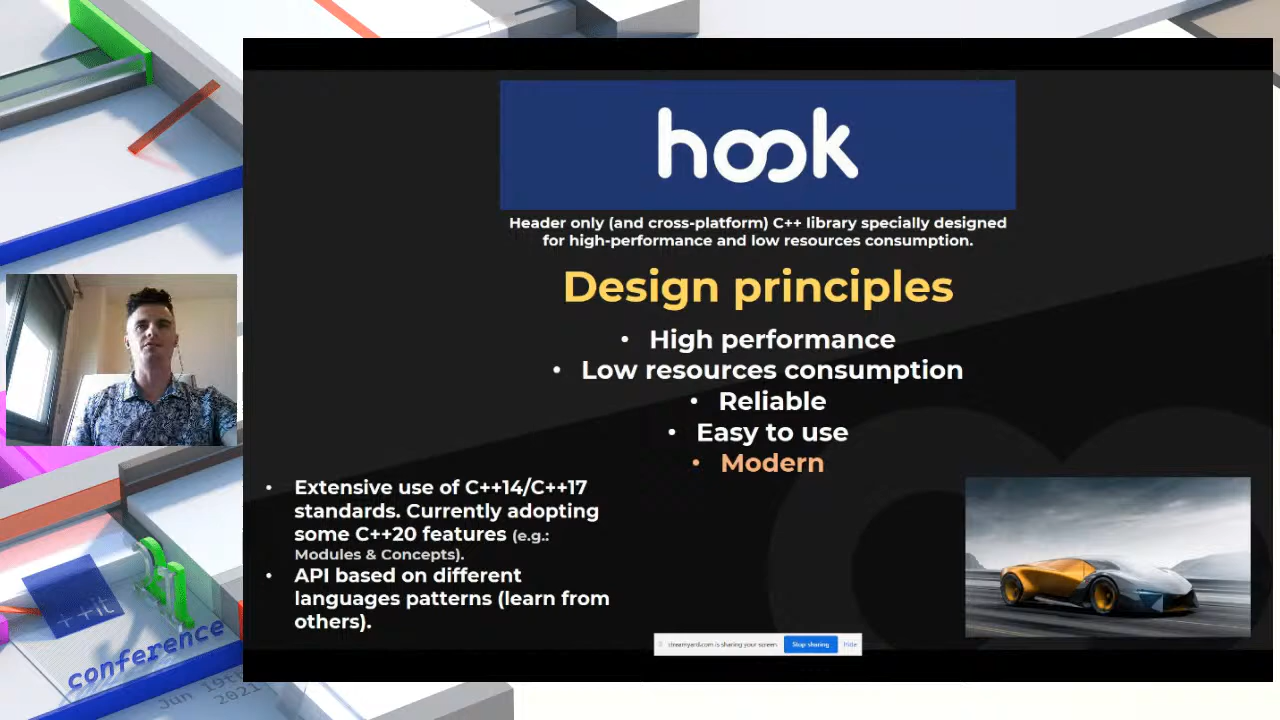 hook
Header only (and cross-platform) C++ library specially designed
for high-performance and low resources consumption.
Design principles
• High performance
• Low resources consumption
• Reliable
• Easy to use
• Modern
• Extensive use of C++14/C++17
standards. Currently adopting
some C++20 features (e.g.:
Modules & Concepts).
• API based on different
languages patterns (learn from
others).
streamyard.com is sharing your screen. Stop sharing Hide
++it
conference
Jun 19th
2021